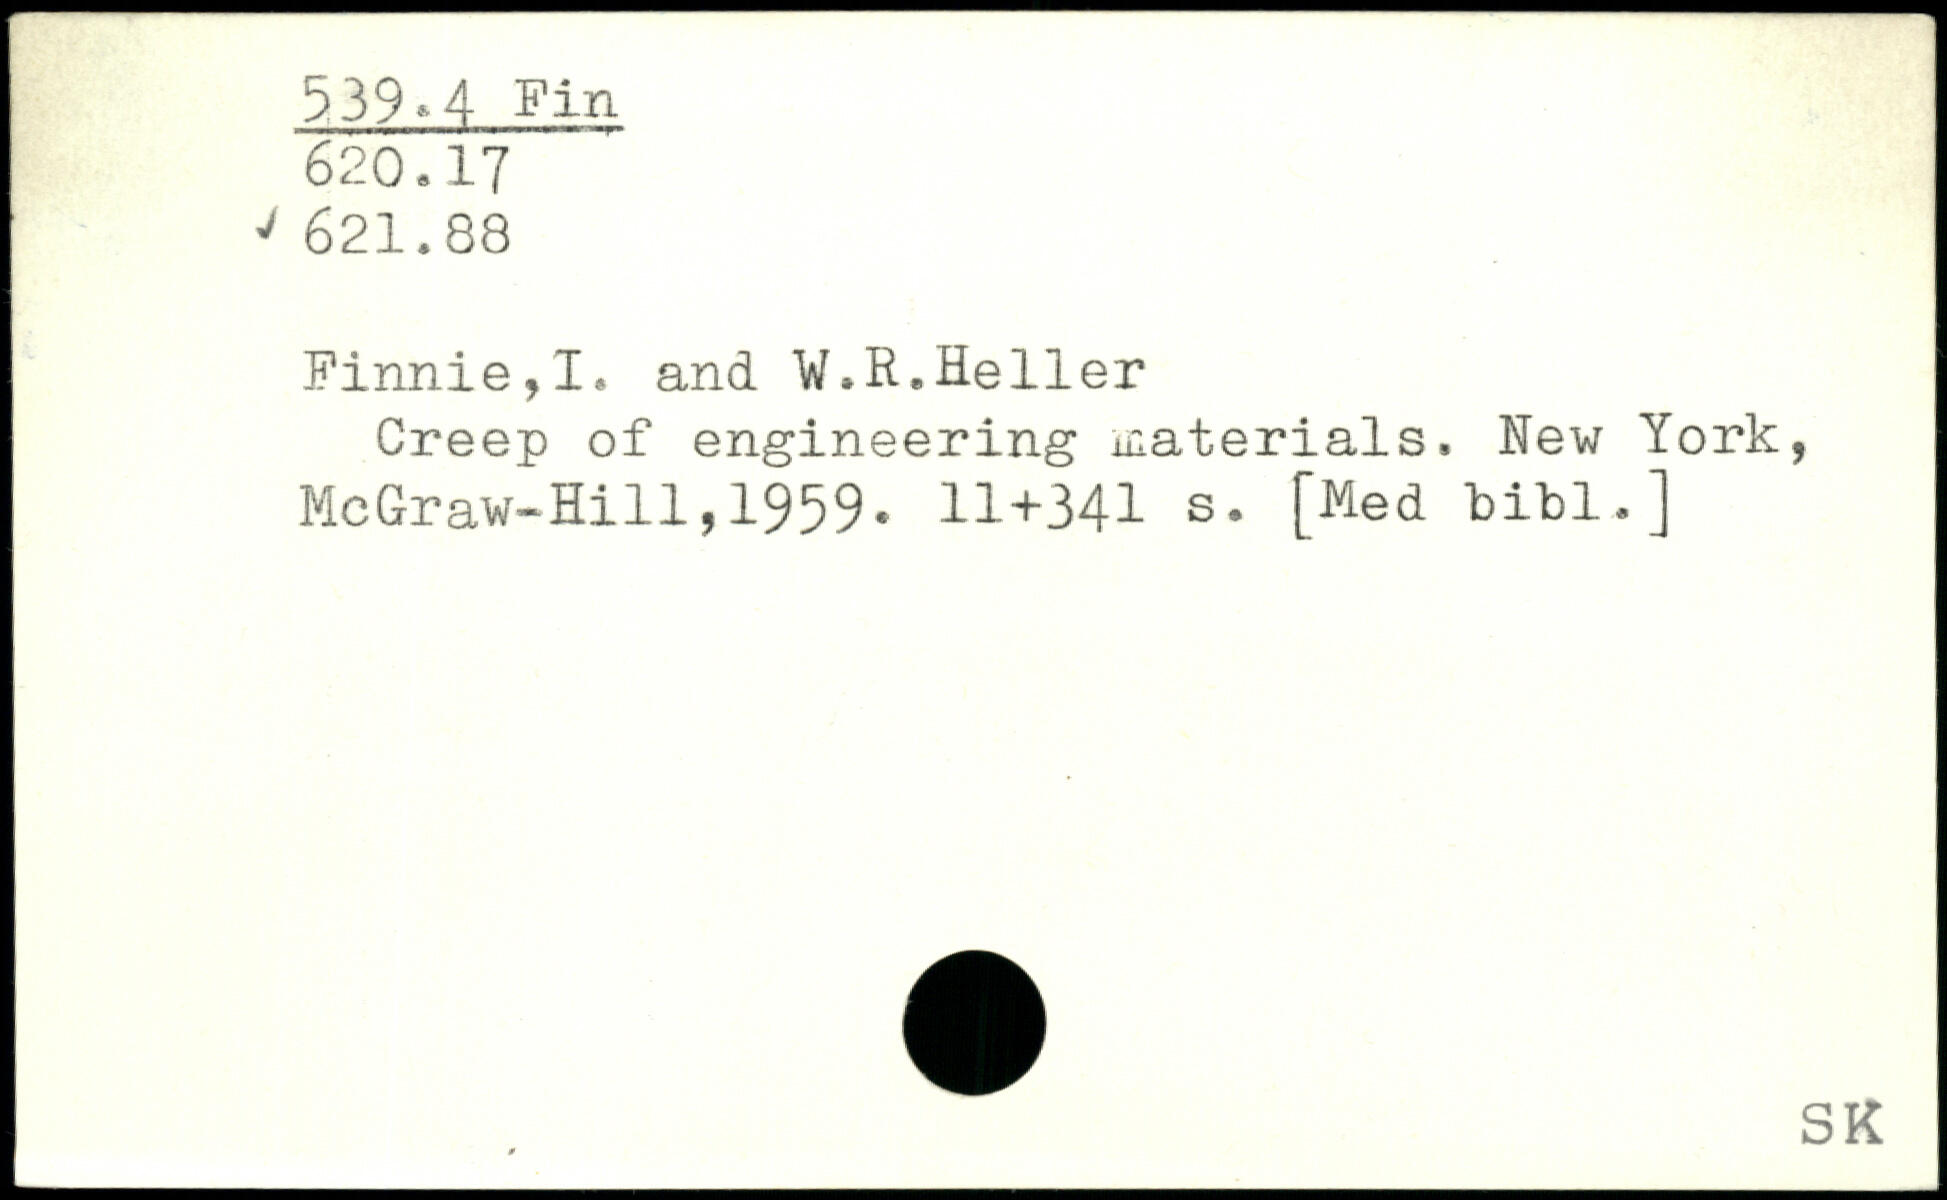 539.4 Fin
620.17
✓ 621.88
Finnie,I. and W.R.Heller
Creep of engineering materials. New York,
McGraw-Hill,1959. 11+341 s. [Med bibl.]
SK